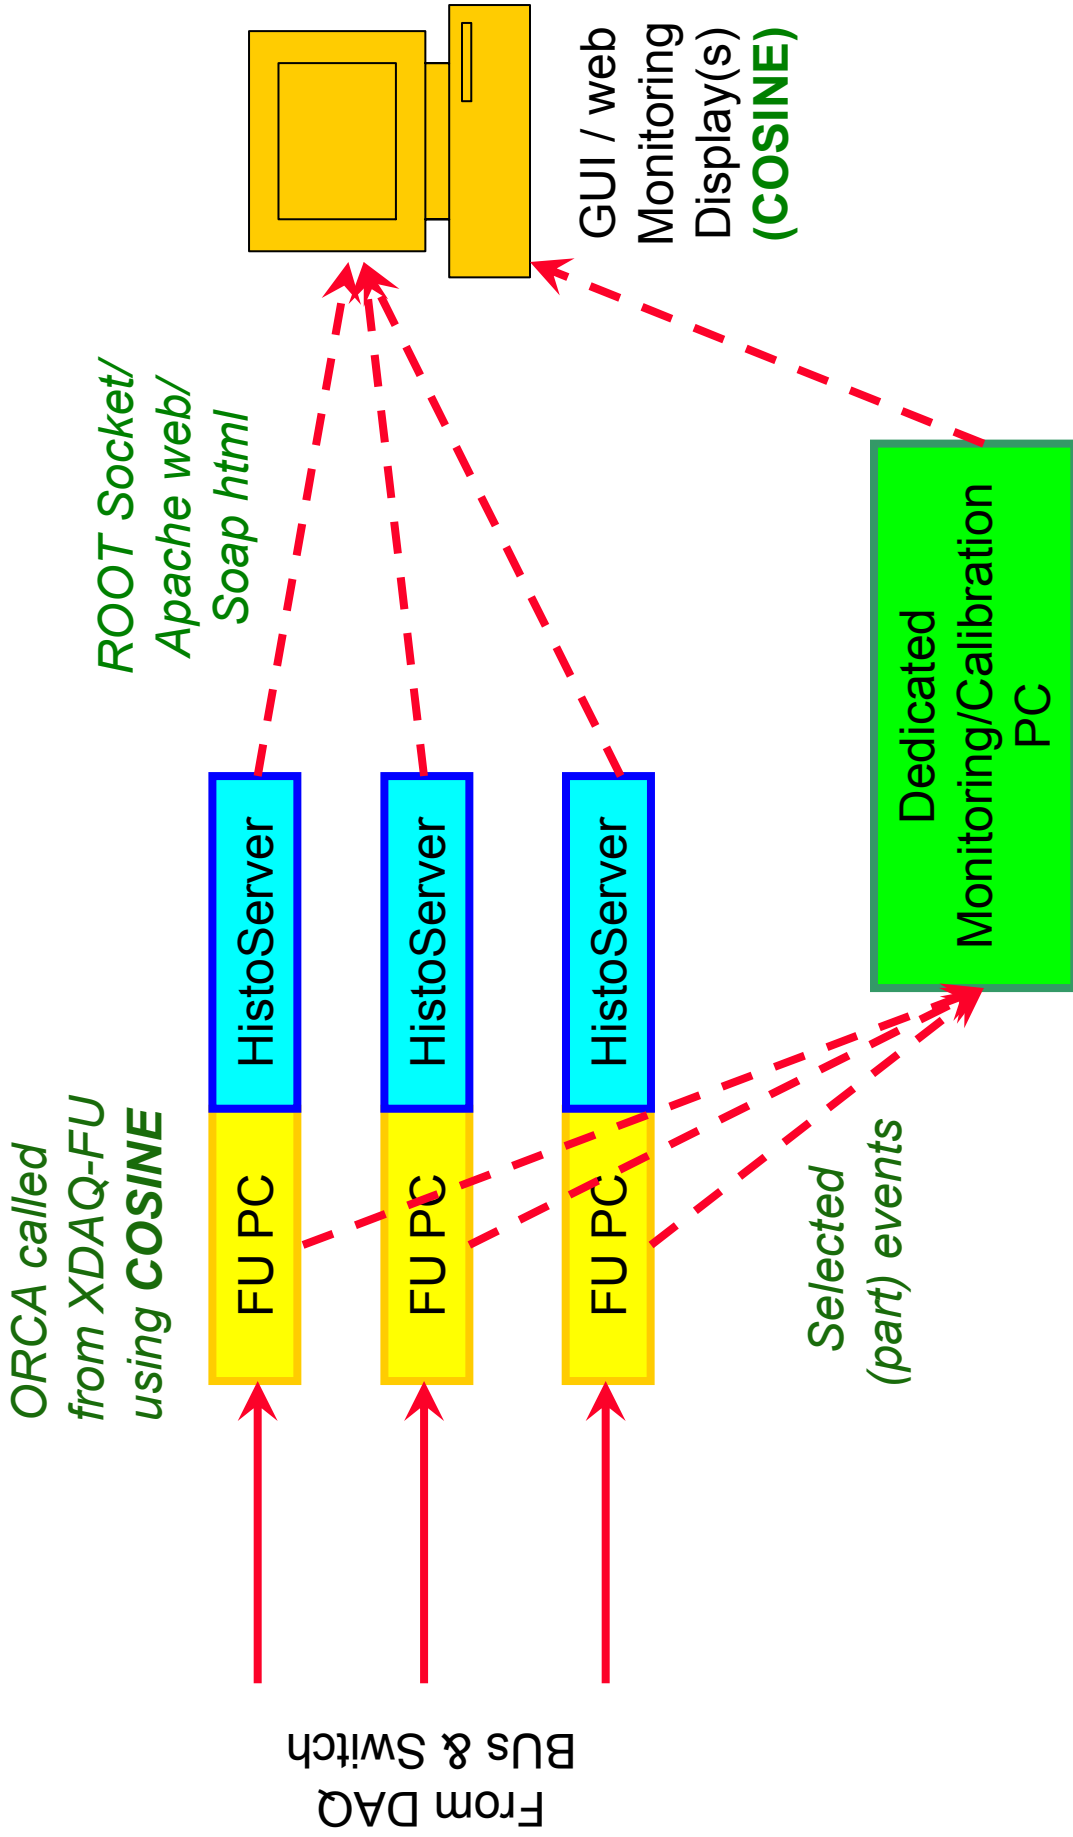 ORCA called
from XDAQ-FU
using COSINE
ROOT Socket/
Apache web/
Soap html
From DAQ
BUs & Switch
FU PC
HistoServer
FU PC
HistoServer
FU PC
HistoServer
GUI / web
Monitoring
Display(s)
(COSINE)
Selected
(part) events
Dedicated
Monitoring/Calibration
PC